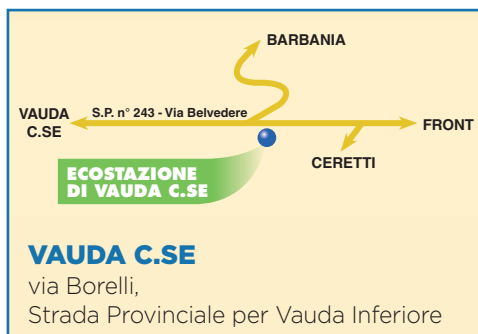 BARBANIA
VAUDA
C.SE
S.P. n° 243 - Via Belvedere
FRONT
CERETTI
ECOSTAZIONE
DI VAUDA C.SE
VAUDA C.SE
via Borelli,
Strada Provinciale per Vauda Inferiore